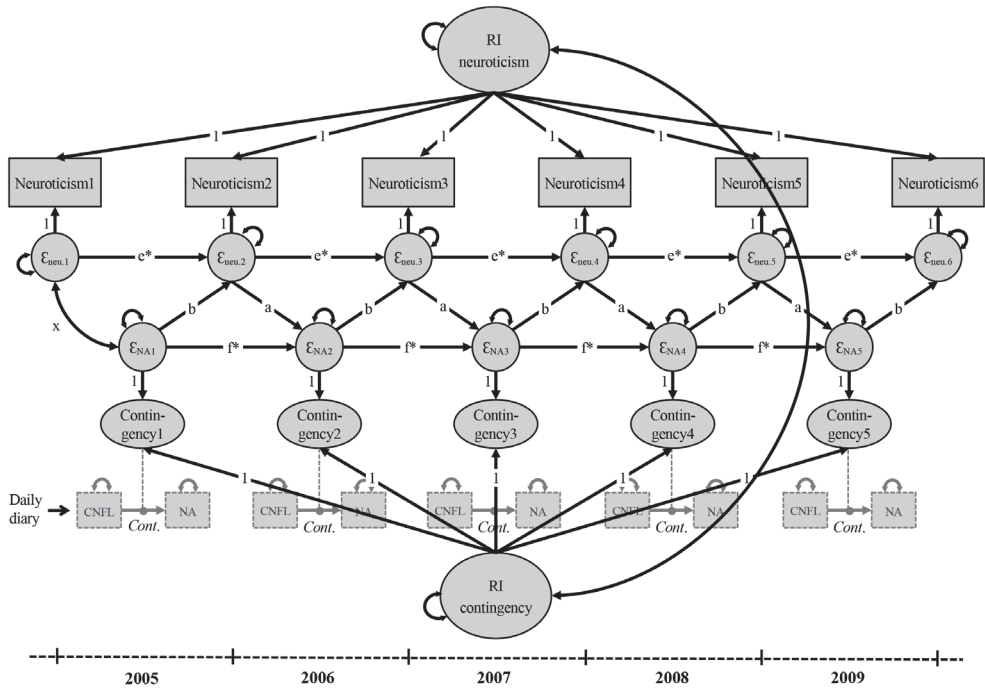 RI
neuroticism
1 1 1 1 1 1
Neuroticism1 Neuroticism2 Neuroticism3 Neuroticism4 Neuroticism5 Neuroticism6
1 1 1 1 1 1
εneu.1 e* εneu.2 e* εneu.3 e* εneu.4 e* εneu.5 e* εneu.6
x b a b a b a b a b
εNA1 f* εNA2 f* εNA3 f* εNA4 f* εNA5
1 1 1 1 1
Contin-
gency1
Contin-
gency2
Contin-
gency3
Contin-
gency4
Contin-
gency5
1 1 1 1 1
Daily
diary
CNFL NA CNFL NA CNFL NA CNFL NA CNFL NA
Cont. Cont. Cont. Cont. Cont.
RI
contingency
2005 2006 2007 2008 2009